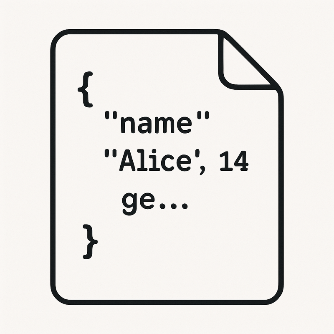 {
"name"
"Alice', 14
ge...
}